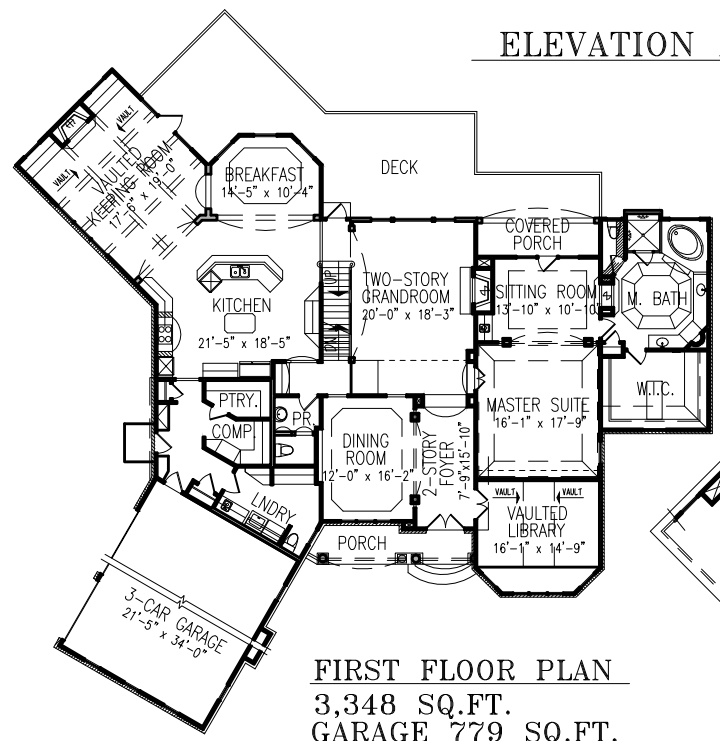 ELEVATION
VAULT
VAULT
VAULTED
KEEPING ROOM
17'-6" x 19'-0"
BREAKFAST
14'-5" x 10'-4"
DECK
COVERED
PORCH
UP
DN
TWO-STORY
GRANDROOM
20'-0" x 18'-3"
SITTING ROOM
13'-10" x 10'-10"
M. BATH
KITCHEN
21'-5" x 18'-5"
W.I.C.
PTRY.
COMP.
PR.
DINING
ROOM
12'-0" x 16'-2"
2-STORY
FOYER
7'-9"x15'-10"
MASTER SUITE
16'-1" x 17'-9"
LNDRY
VAULT
VAULT
VAULTED
LIBRARY
16'-1" x 14'-9"
PORCH
3-CAR GARAGE
21'-5" x 34'-0"
FIRST FLOOR PLAN
3,348 SQ.FT.
GARAGE 779 SQ.FT.